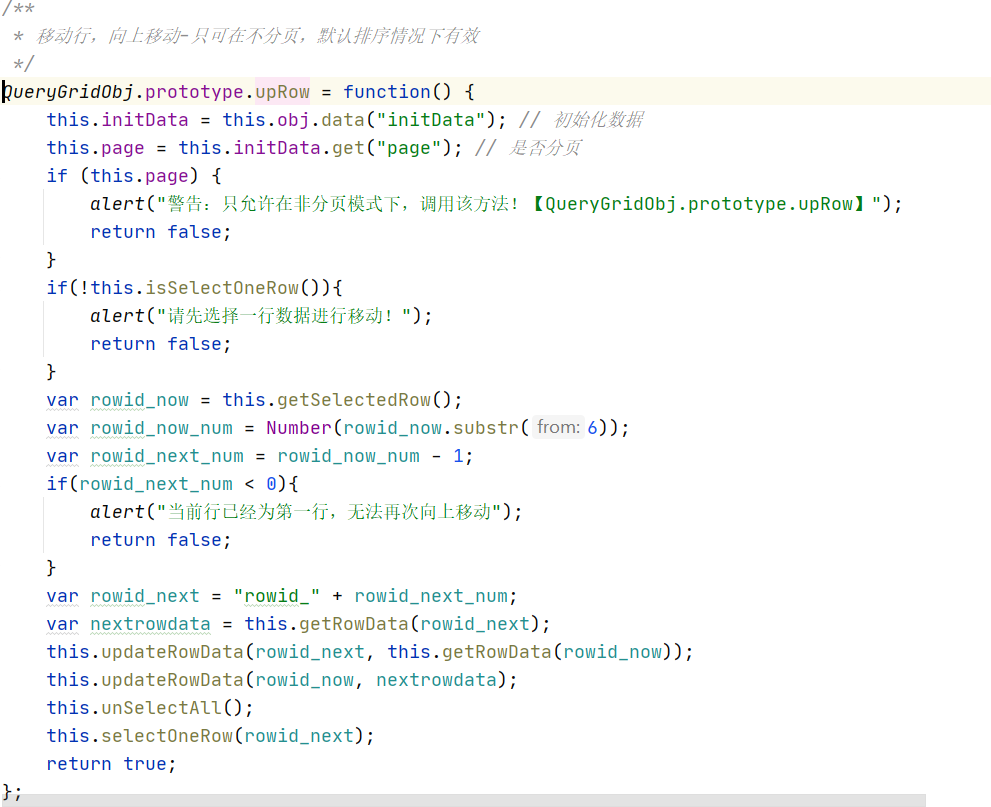 /**
 * 移动行，向上移动-只可在不分页，默认排序情况下有效
 */
QueryGridObj.prototype.upRow = function() {
    this.initData = this.obj.data("initData"); // 初始化数据
    this.page = this.initData.get("page"); // 是否分页
    if (this.page) {
        alert("警告：只允许在非分页模式下，调用该方法！【QueryGridObj.prototype.upRow】");
        return false;
    }
    if(!this.isSelectOneRow()){
        alert("请先选择一行数据进行移动！");
        return false;
    }
    var rowid_now = this.getSelectedRow();
    var rowid_now_num = Number(rowid_now.substr( from: 6));
    var rowid_next_num = rowid_now_num - 1;
    if(rowid_next_num < 0){
        alert("当前行已经为第一行，无法再次向上移动");
        return false;
    }
    var rowid_next = "rowid_" + rowid_next_num;
    var nextrowdata = this.getRowData(rowid_next);
    this.updateRowData(rowid_next, this.getRowData(rowid_now));
    this.updateRowData(rowid_now, nextrowdata);
    this.unSelectAll();
    this.selectOneRow(rowid_next);
    return true;
};